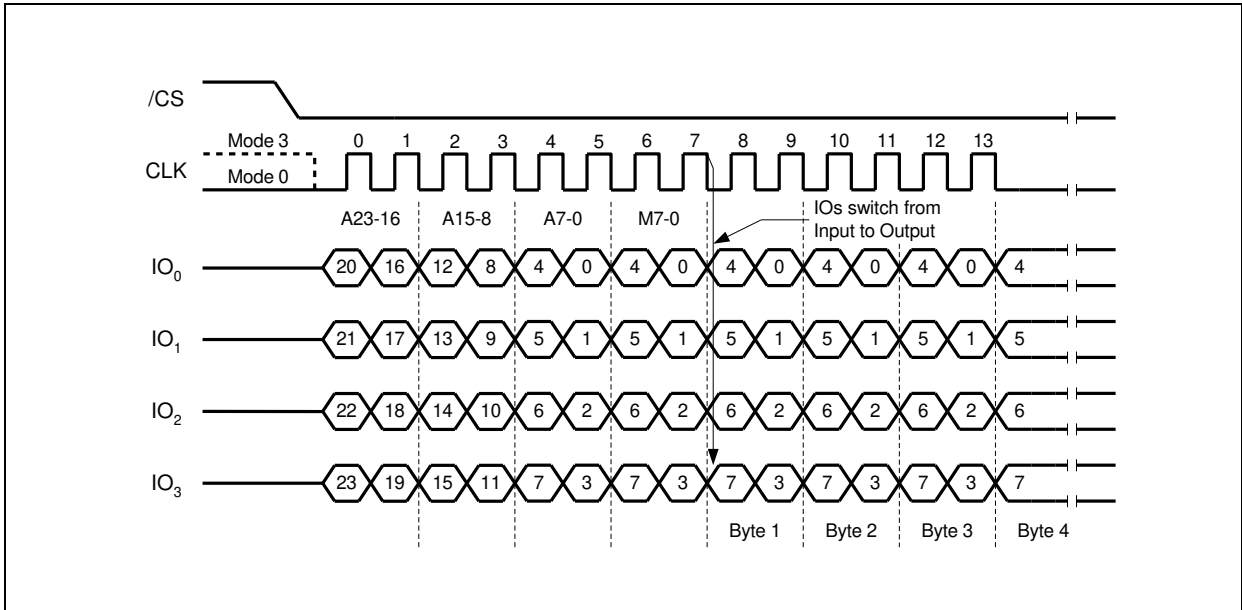 /CS
Mode 3 0 1 2 3 4 5 6 7 8 9 10 11 12 13
CLK
Mode 0
A23-16 A15-8 A7-0 M7-0 IOs switch from
Input to Output
IO0 20 16 12 8 4 0 4 0 4 0 4 0 4 0 4
IO1 21 17 13 9 5 1 5 1 5 1 5 1 5 1 5
IO2 22 18 14 10 6 2 6 2 6 2 6 2 6 2 6
IO3 23 19 15 11 7 3 7 3 7 3 7 3 7 3 7
Byte 1 Byte 2 Byte 3 Byte 4